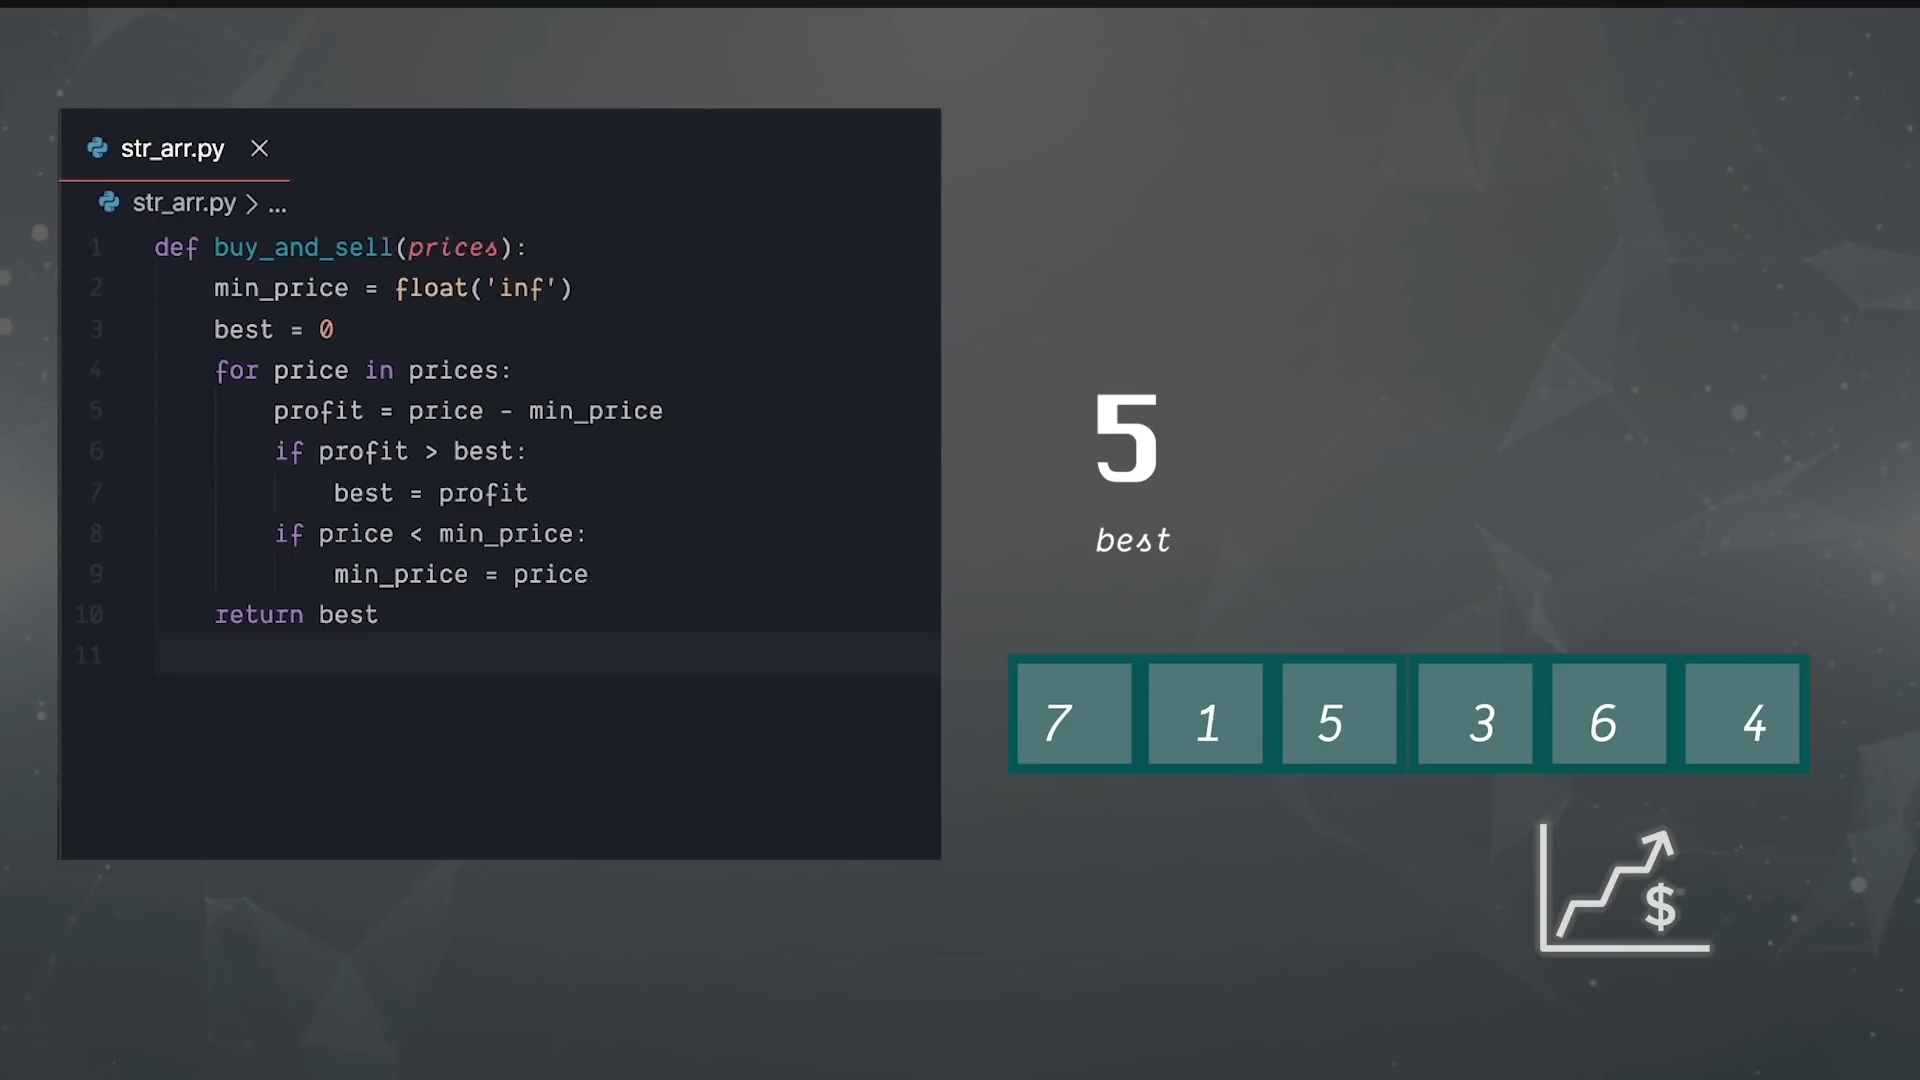 str_arr.py
str_arr.py > ...
1 def buy_and_sell(prices):
2 min_price = float('inf')
3 best = 0
4 for price in prices:
5 profit = price - min_price
6 if profit > best:
7 best = profit
8 if price < min_price:
9 min_price = price
10 return best
11
5
best
7 1 5 3 6 4
$